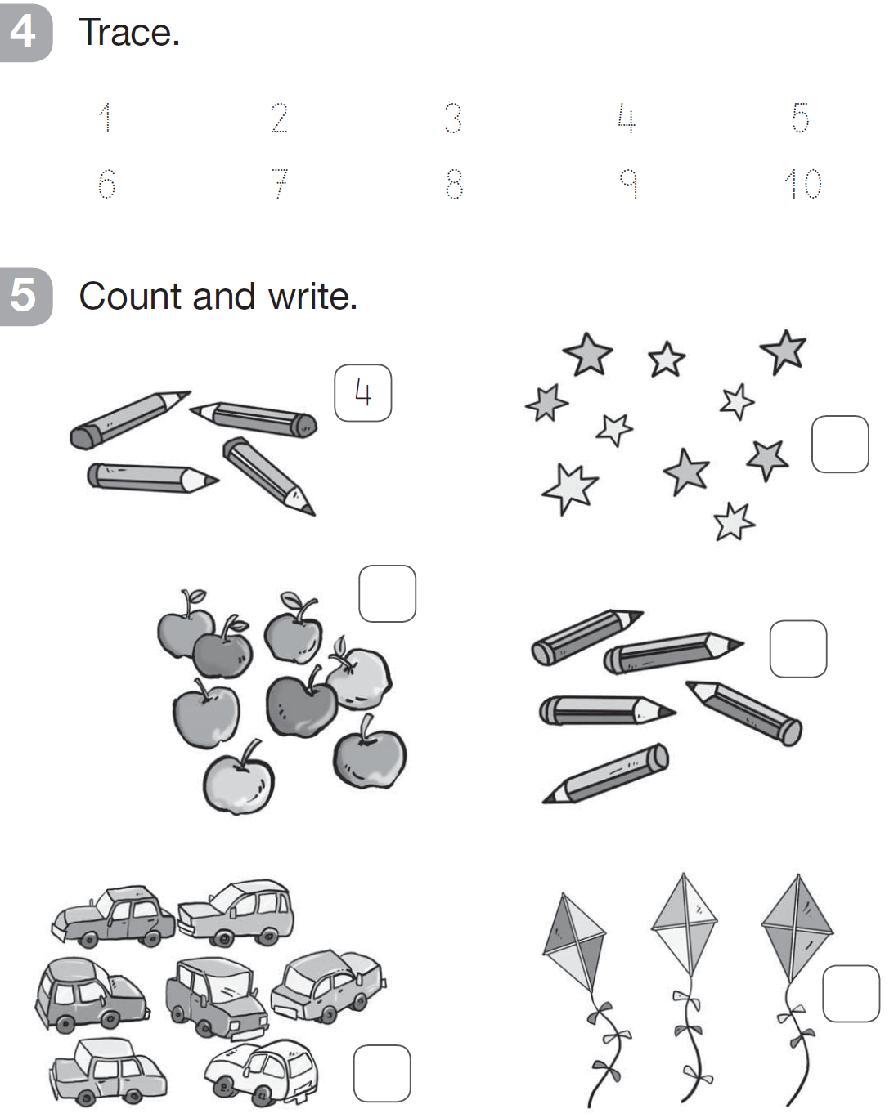 4 Trace.
1 2 3 4 5
6 7 8 9 10
5 Count and write.
4